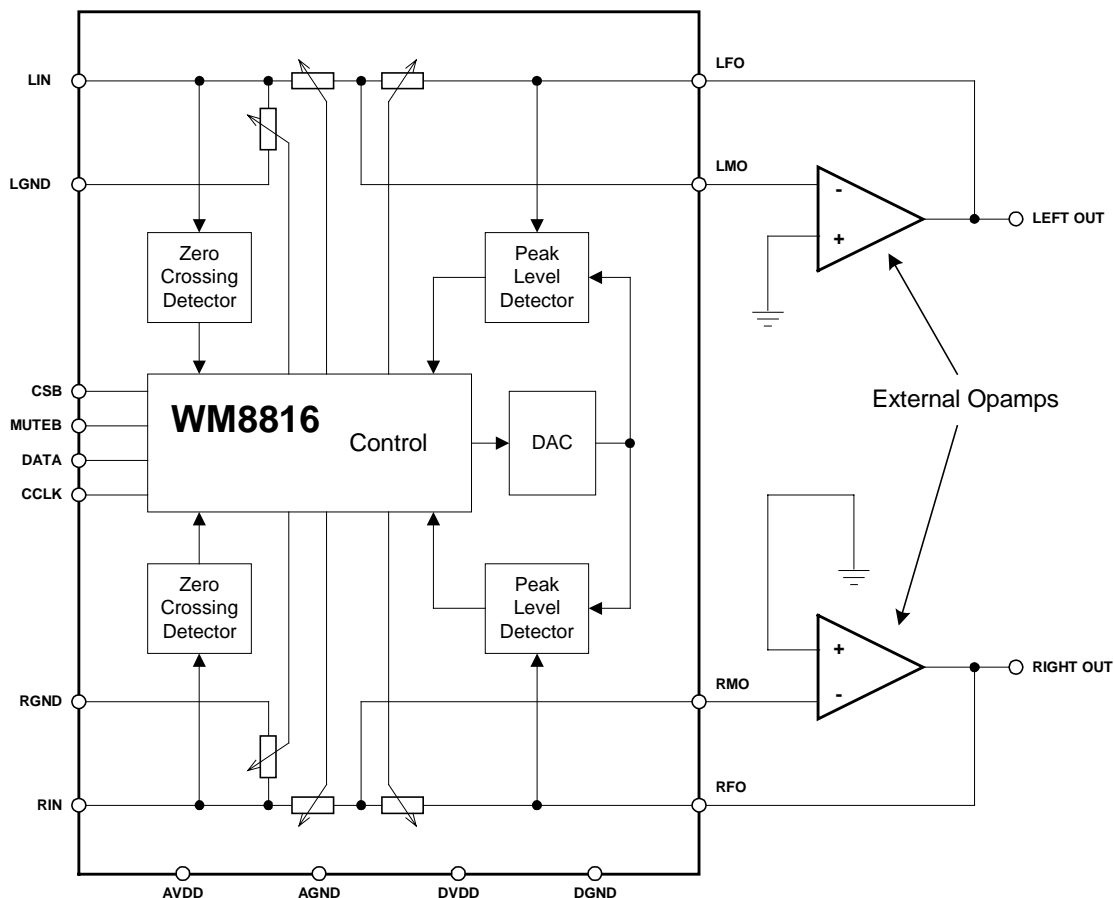 LIN
LFO
LGND
LMO
-
+
LEFT OUT
Zero
Crossing
Detector
Peak
Level
Detector
CSB
MUTEB
DATA
CCLK
WM8816
Control
DAC
External Opamps
Zero
Crossing
Detector
Peak
Level
Detector
+
-
RIGHT OUT
RGND
RMO
RIN
RFO
AVDD
AGND
DVDD
DGND